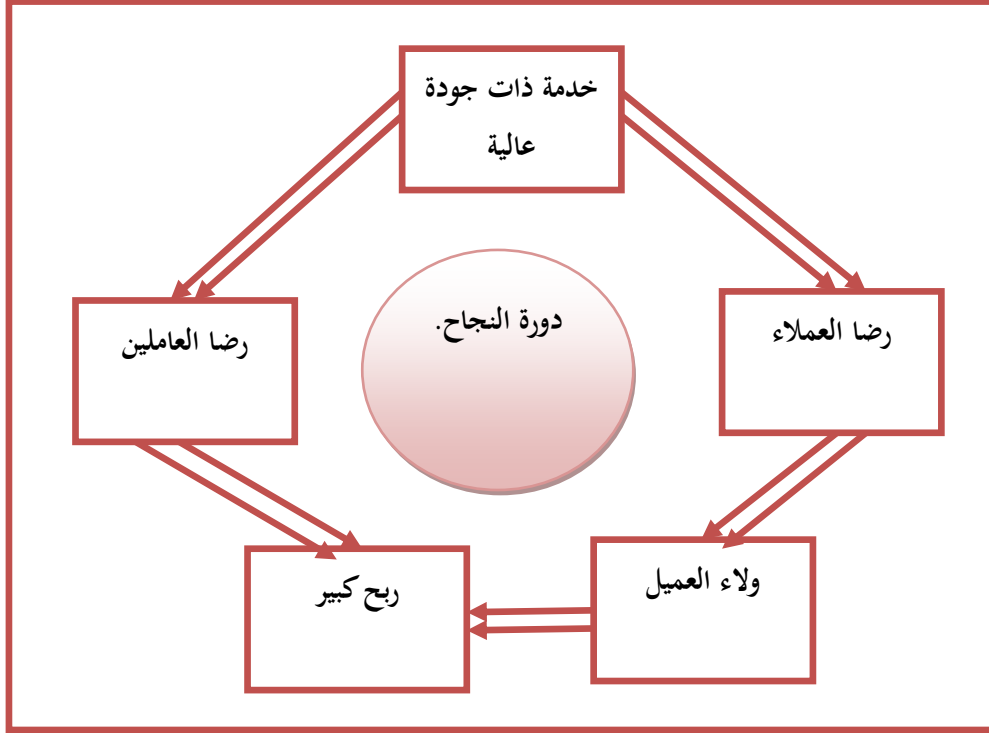 خدمة ذات جودة
عالية
دورة النجاح.
رضا العملاء
رضا العاملين
ولاء العميل
ربح كبير